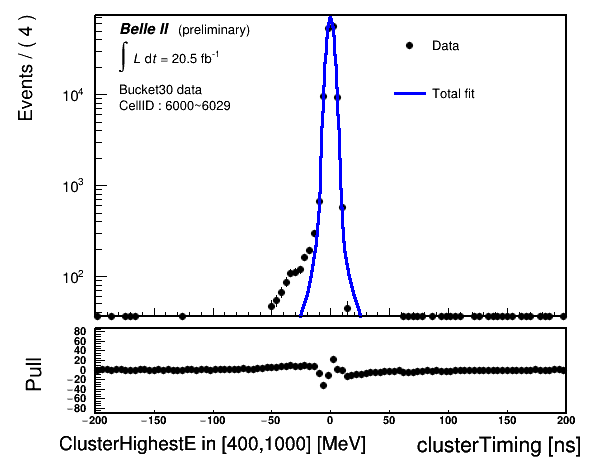 Events / ( 4 )
Belle II (preliminary)
∫ L dt = 20.5 fb⁻¹
Bucket30 data
CellID : 6000~6029
Data
Total fit
10⁴
10³
10²
Pull
80
60
40
20
0
−20
−40
−60
−80
−200 −150 −100 −50 0 50 100 150 200
ClusterHighestE in [400,1000] [MeV] clusterTiming [ns]